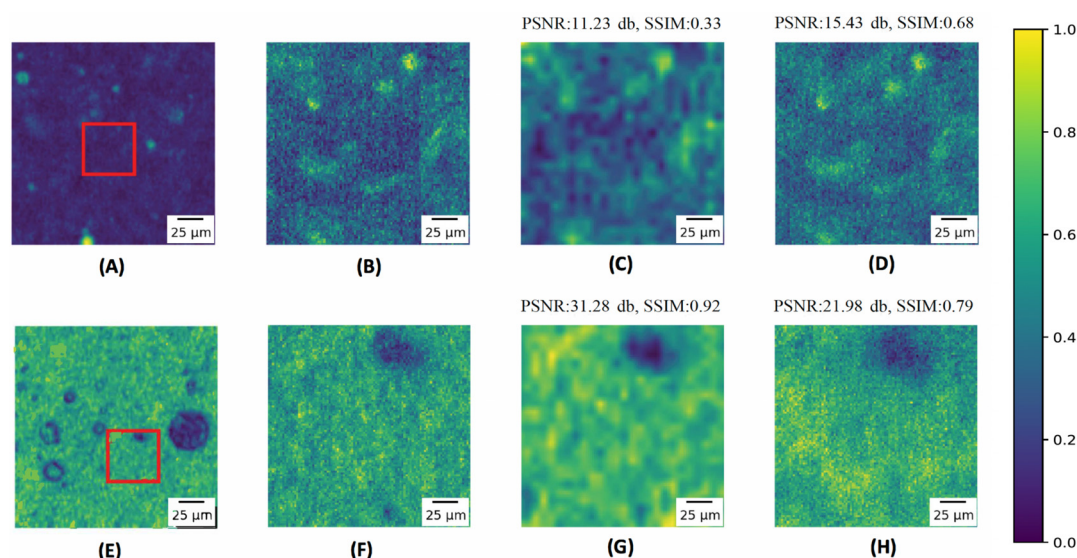 PSNR:11.23 db, SSIM:0.33
PSNR:15.43 db, SSIM:0.68
25 μm
25 μm
25 μm
25 μm
(A)
(B)
(C)
(D)
PSNR:31.28 db, SSIM:0.92
PSNR:21.98 db, SSIM:0.79
25 μm
25 μm
25 μm
25 μm
(E)
(F)
(G)
(H)
1.0
0.8
0.6
0.4
0.2
0.0